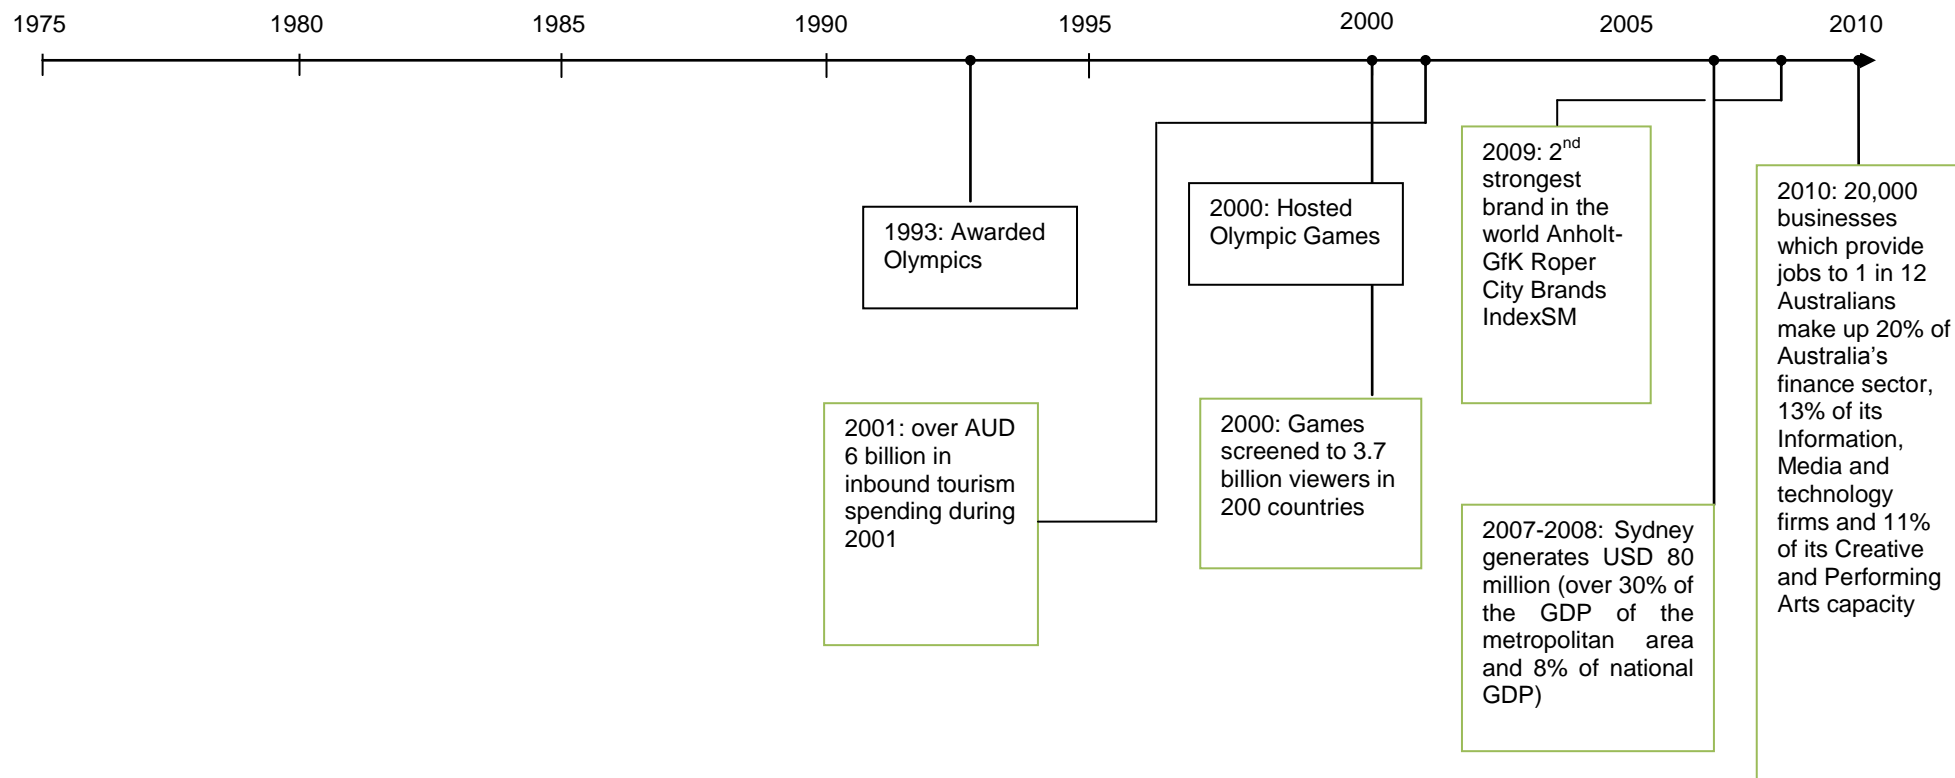 1975 1980 1985 1990 1995 2000 2005 2010
1993: Awarded
Olympics
2000: Hosted
Olympic Games
2009: 2nd
strongest
brand in the
world Anholt-
GfK Roper
City Brands
IndexSM
2010: 20,000
businesses
which provide
jobs to 1 in 12
Australians
make up 20% of
Australia’s
finance sector,
13% of its
Information,
Media and
technology
firms and 11%
of its Creative
and Performing
Arts capacity
2001: over AUD
6 billion in
inbound tourism
spending during
2001
2000: Games
screened to 3.7
billion viewers in
200 countries
2007-2008: Sydney
generates USD 80
million (over 30% of
the GDP of the
metropolitan area
and 8% of national
GDP)